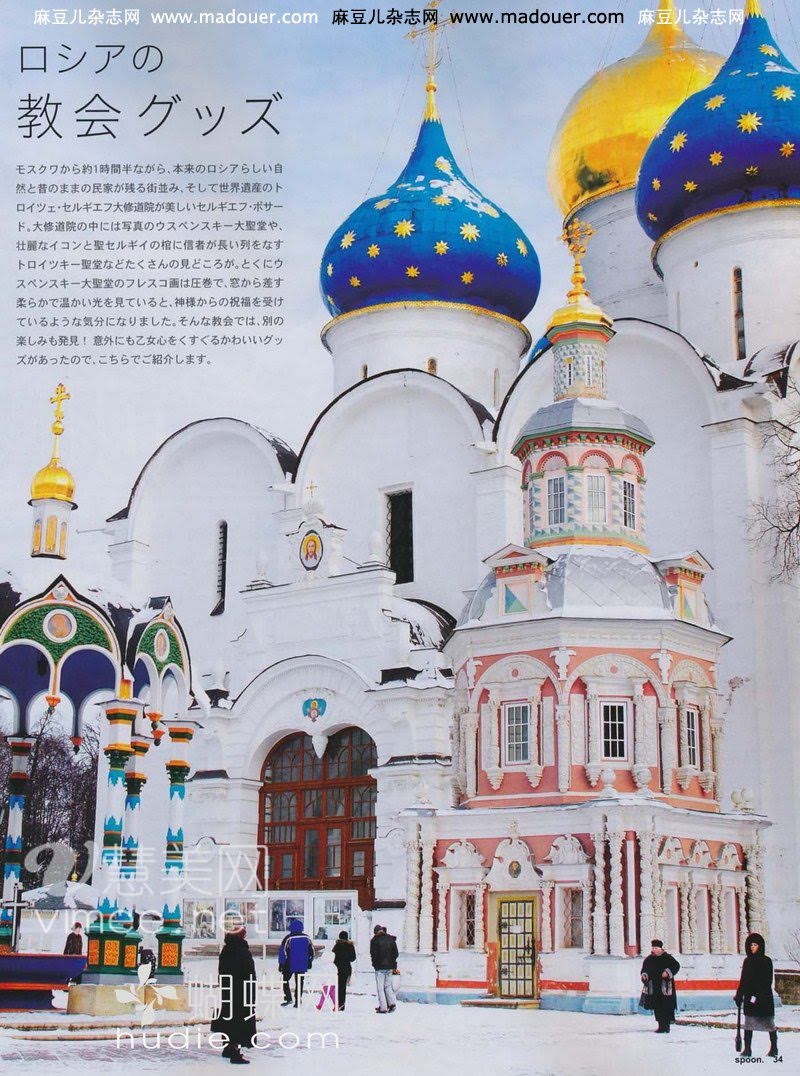 麻豆儿杂志网 www.madouer.com 麻豆儿杂志网 www.madouer.com 麻豆儿杂志网
ロシアの
教会グッズ
モスクワから約1時間半ながら、本来のロシアらしい自
然と昔のままの民家が残る街並み、そして世界遺産のト
ロイツェ・セルギエフ大修道院が美しいセルギエフ・ポサー
ド。大修道院の中には写真のウスペンスキー大聖堂や、
壮麗なイコンと聖セルギイの棺に信者が長い列をなす
トロイツキー聖堂などたくさんの見どころが。とくにウ
スペンスキー大聖堂のフレスコ画は圧巻で、窓から差す
柔らかで温かい光を見ていると、神様からの祝福を受け
ているような気分になりました。そんな教会では、別の
楽しみも発見！ 意外にも乙女心をくすぐるかわいいグッ
ズがあったので、こちらでご紹介します。
慧美网
vimee.net
蝴蝶网
hudie.net
spoon. 34